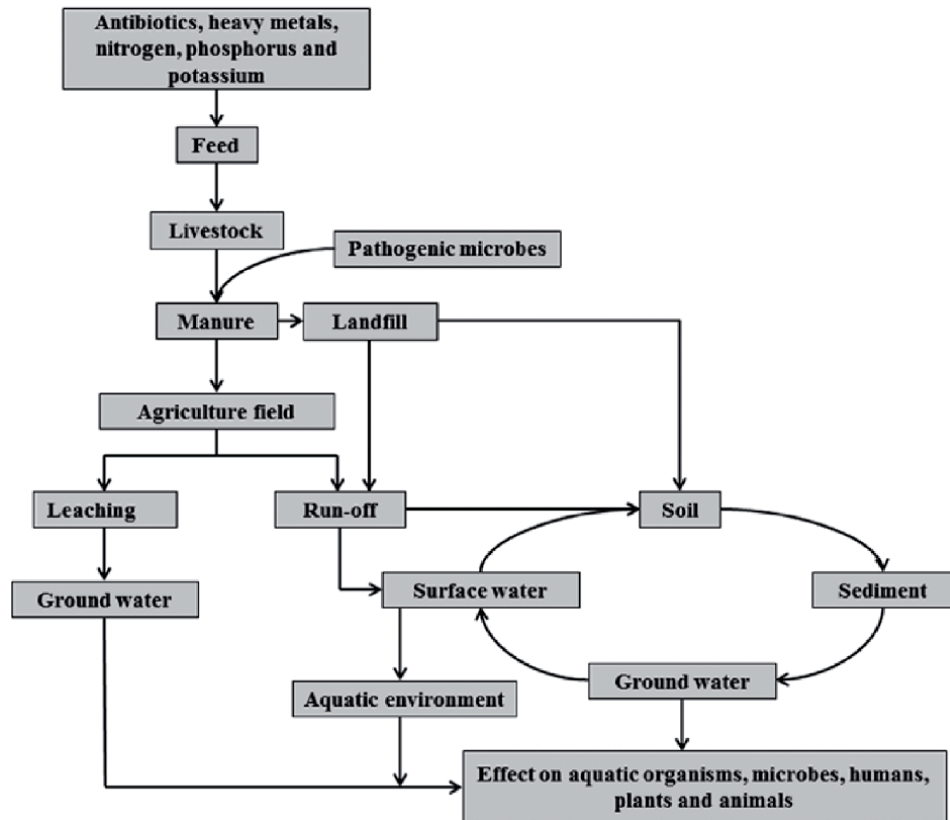 Antibiotics, heavy metals,
nitrogen, phosphorus and
potassium
Feed
Livestock
Pathogenic microbes
Manure
Landfill
Agriculture field
Leaching
Run-off
Soil
Ground water
Surface water
Sediment
Aquatic environment
Ground water
Effect on aquatic organisms, microbes, humans,
plants and animals